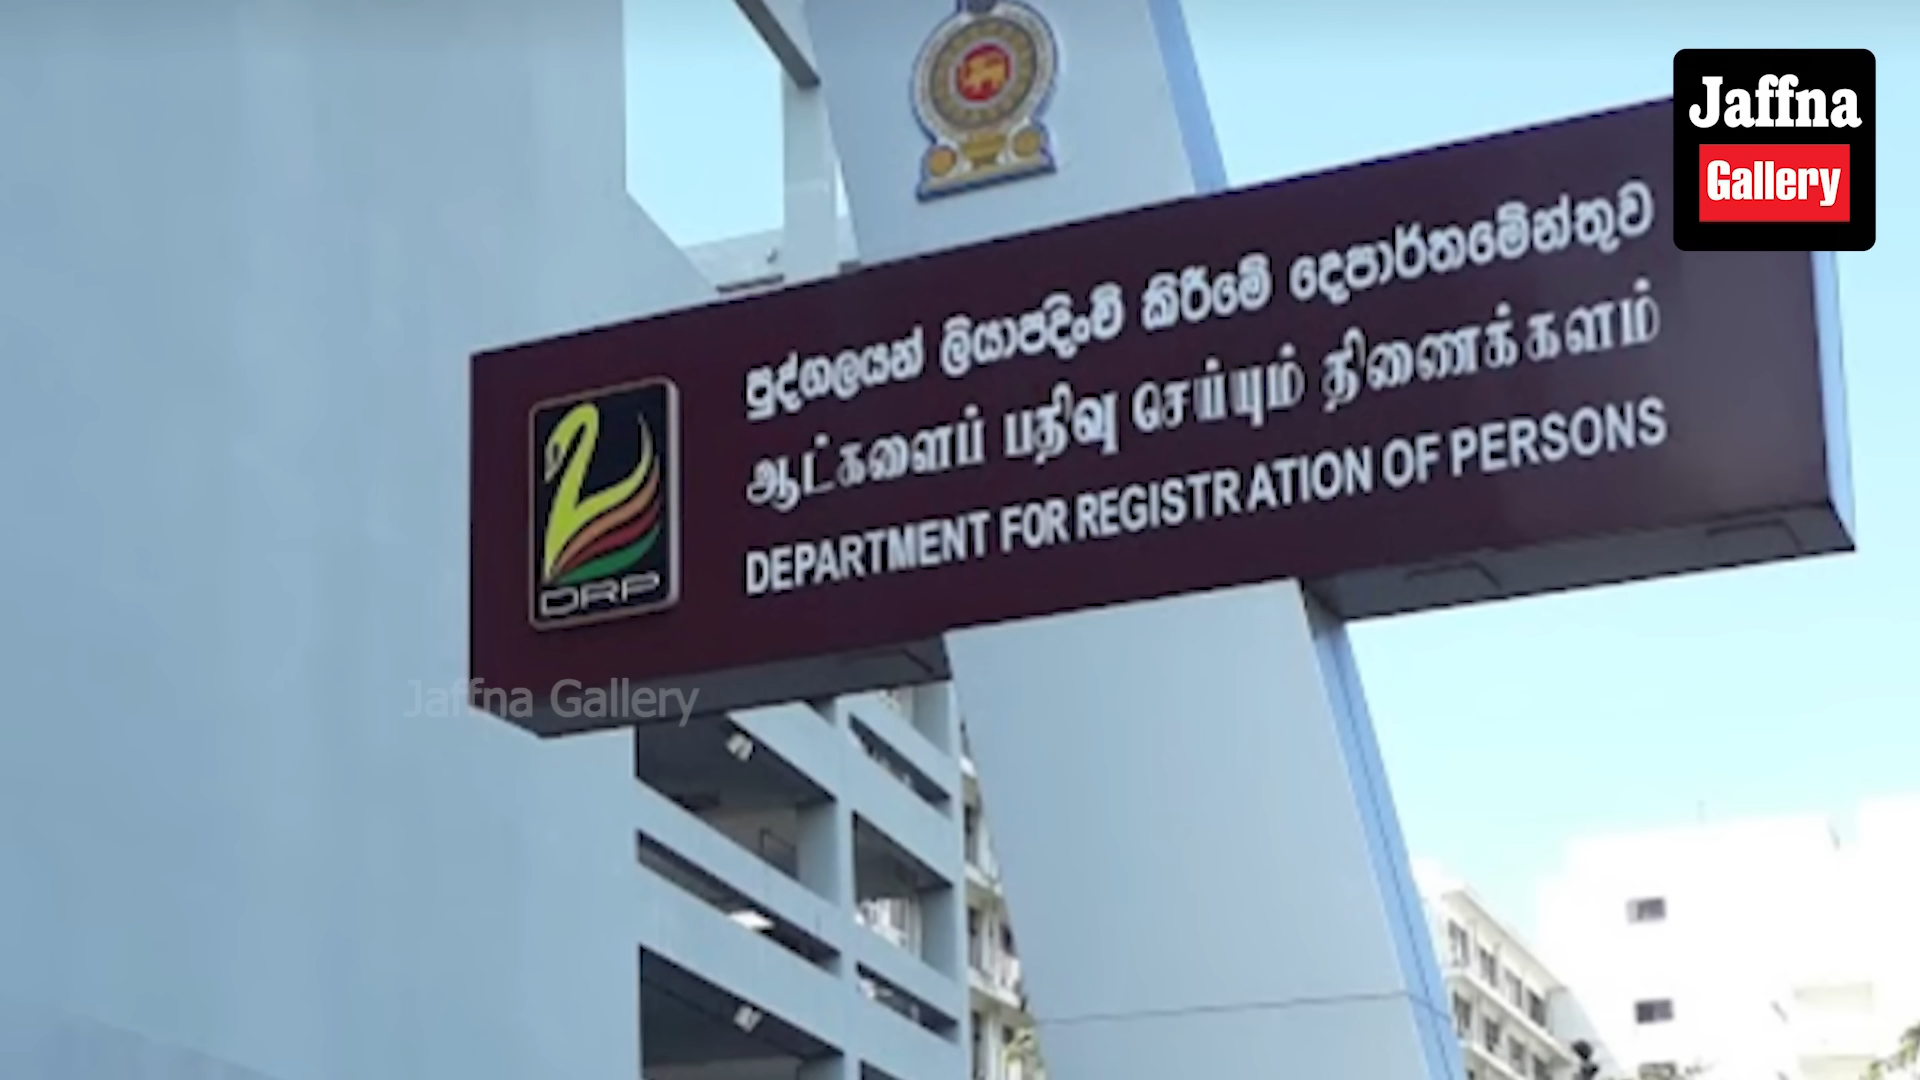 Jaffna
Gallery
පුද්ගලයන් ලියාපදිංචි කිරීමේ දෙපාර්තමේන්තුව
ஆட்களைப் பதிவு செய்யும் திணைக்களம்
DEPARTMENT FOR REGISTRATION OF PERSONS
DRP
Jaffna Gallery